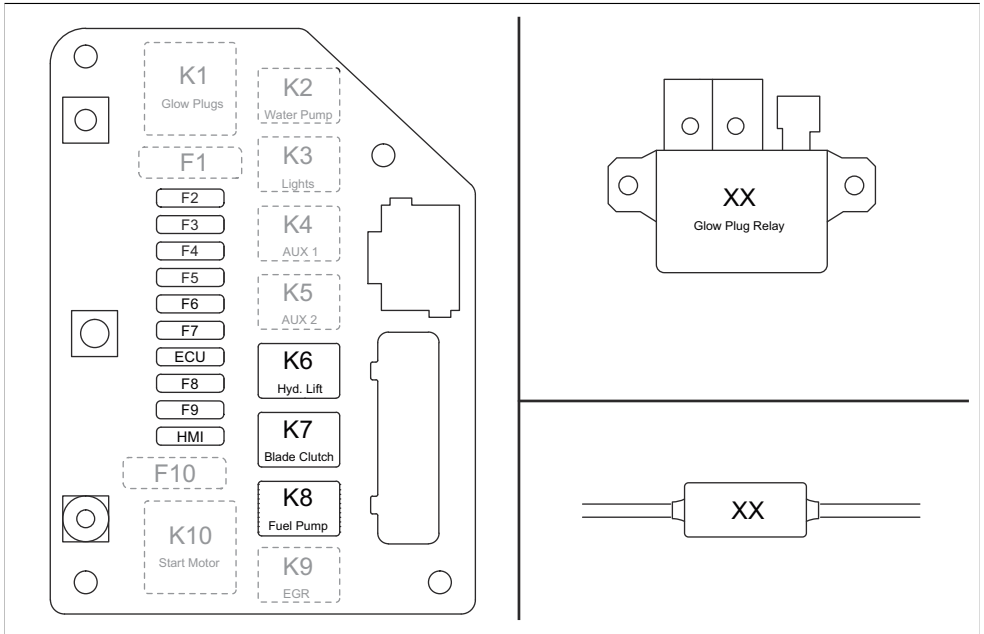 K1
Glow Plugs
F1
F2
F3
F4
F5
F6
F7
ECU
F8
F9
HMI
F10
K10
Start Motor
K2
Water Pump
K3
Lights
K4
AUX 1
K5
AUX 2
K6
Hyd. Lift
K7
Blade Clutch
K8
Fuel Pump
K9
EGR
XX
Glow Plug Relay
XX